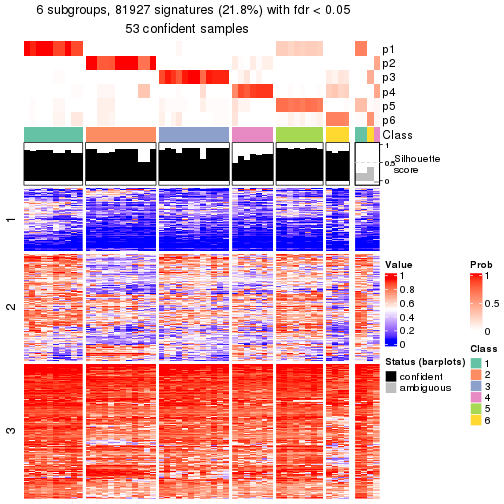 6 subgroups, 81927 signatures (21.8%) with fdr < 0.05
53 confident samples
p1
p2
p3
p4
p5
p6
Class
1
0.5
0
Silhouette
score
1
2
3
Value
1
0.8
0.6
0.4
0.2
0
Prob
1
0.5
0
Status (barplots)
confident
ambiguous
Class
1
2
3
4
5
6